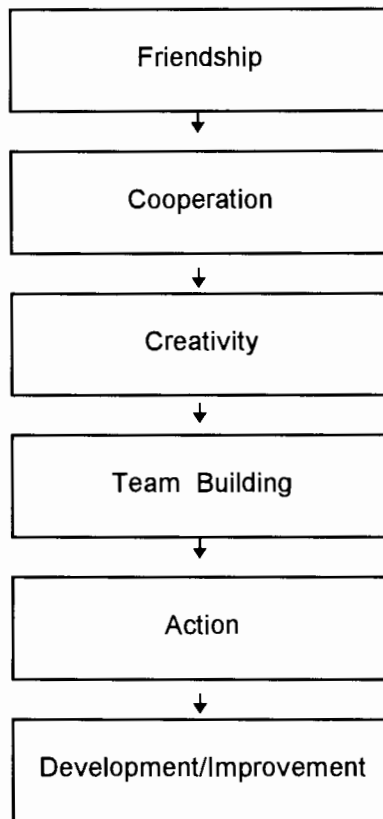 Friendship
Cooperation
Creativity
Team Building
Action
Development/Improvement